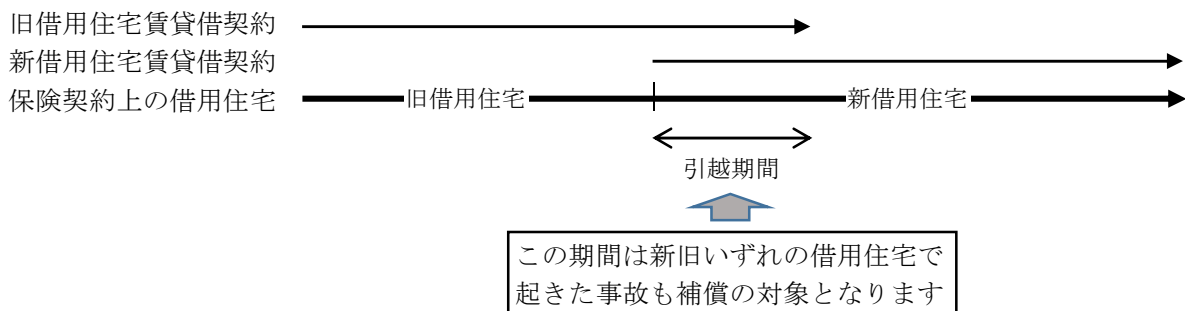 旧借用住宅賃貸借契約
新借用住宅賃貸借契約
保険契約上の借用住宅 旧借用住宅 新借用住宅
引越期間
この期間は新旧いずれの借用住宅で
起きた事故も補償の対象となります